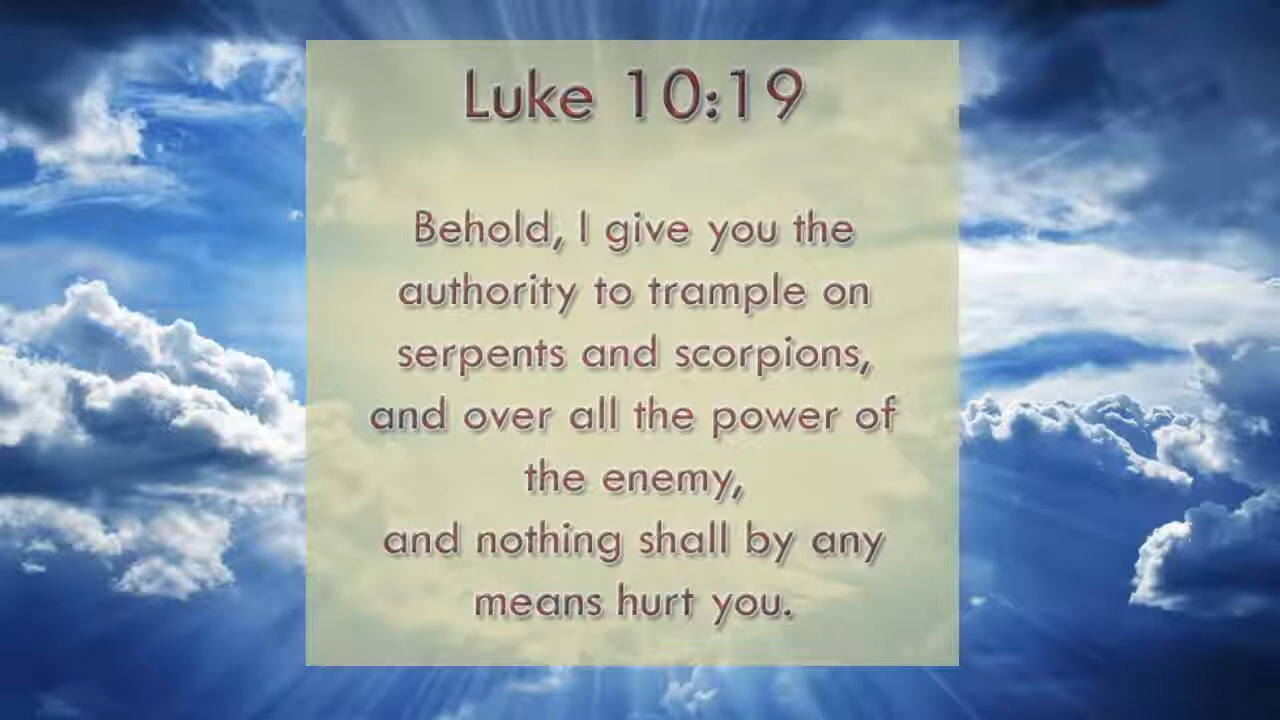 Luke 10:19
Behold, I give you the
authority to trample on
serpents and scorpions,
and over all the power of
the enemy,
and nothing shall by any
means hurt you.